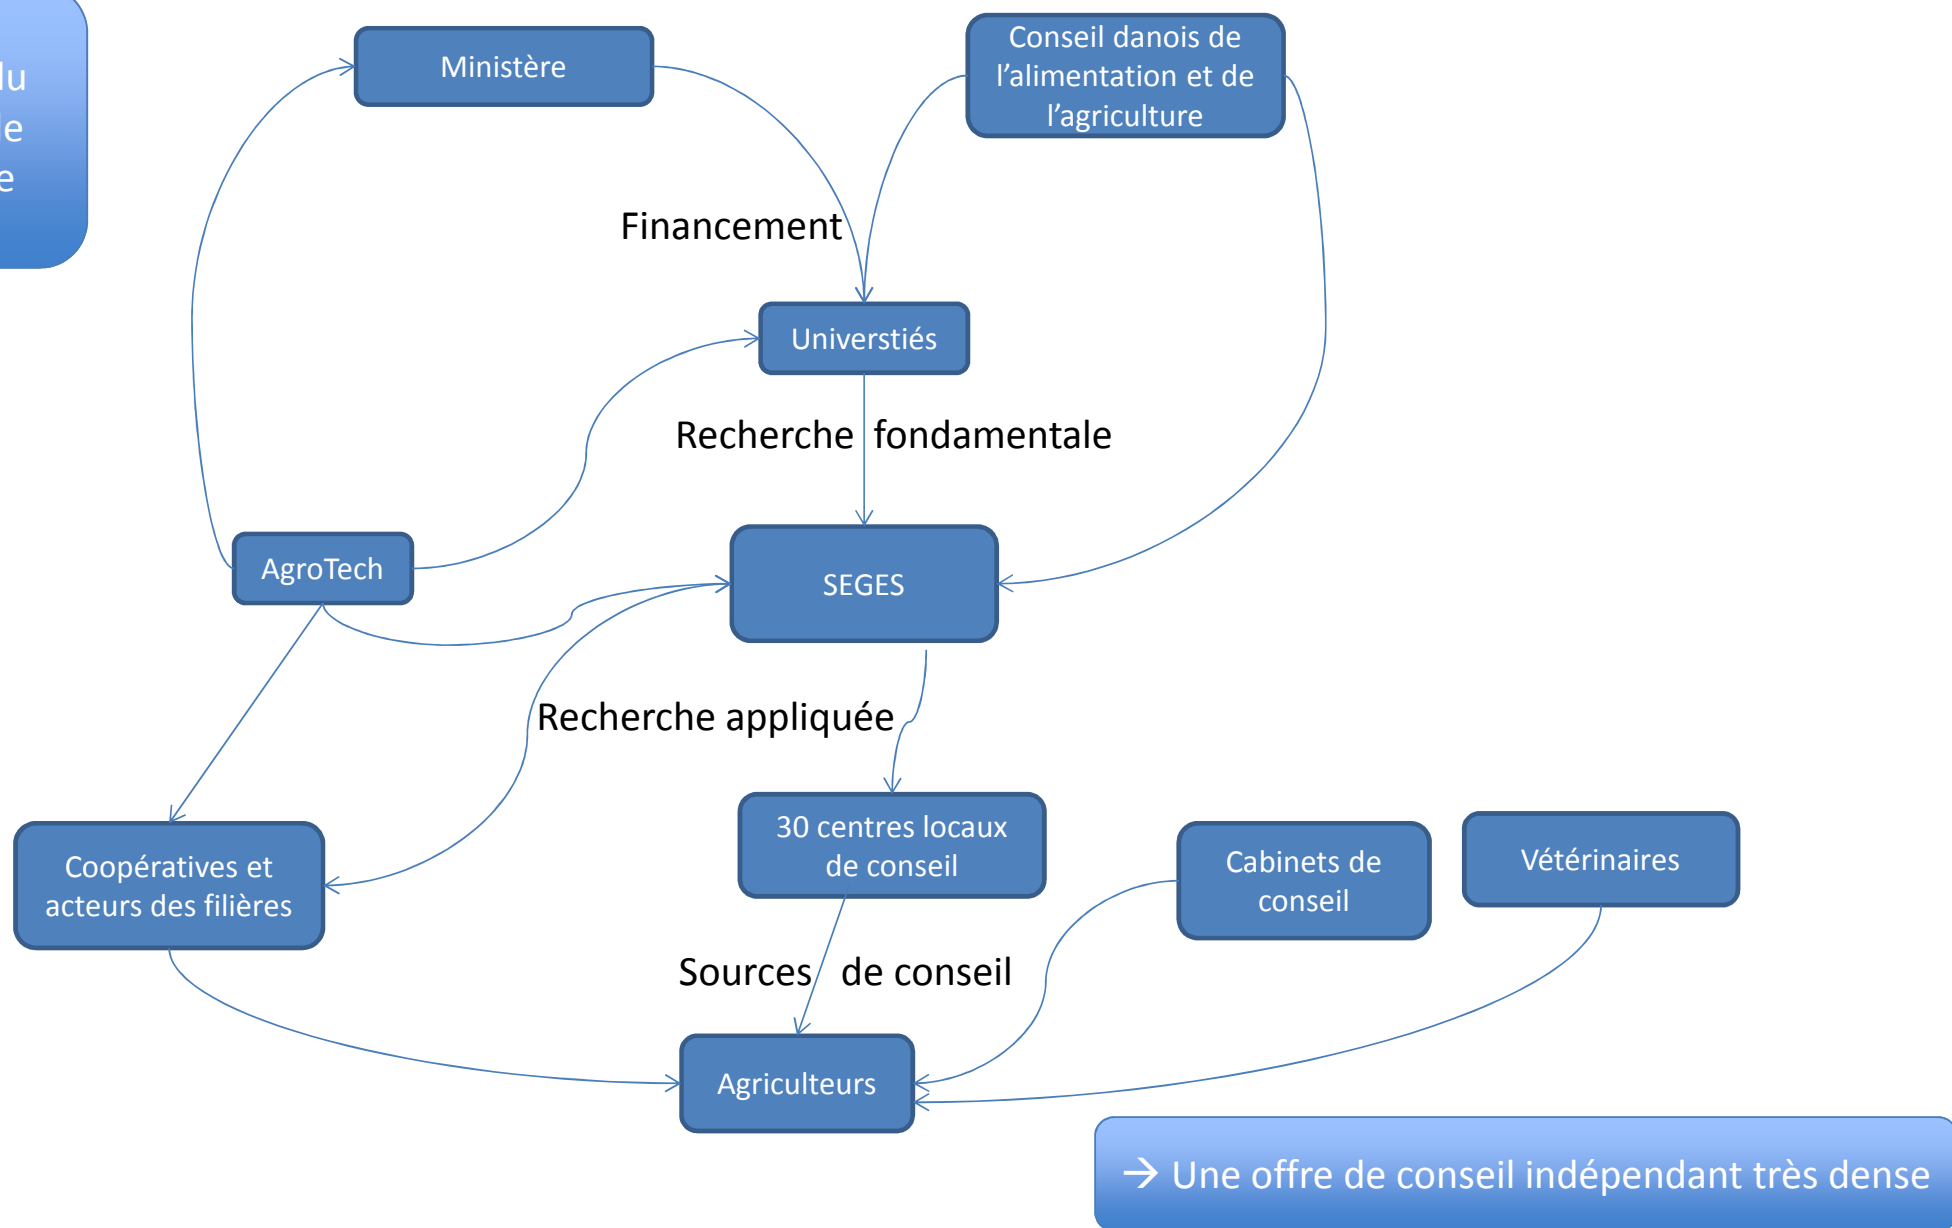 Ministère
Conseil danois de
l'alimentation et de
l'agriculture
Financement
Universtiés
Recherche fondamentale
AgroTech
SEGES
Recherche appliquée
30 centres locaux
de conseil
Coopératives et
acteurs des filières
Cabinets de
conseil
Vétérinaires
Sources de conseil
Agriculteurs
→ Une offre de conseil indépendant très dense